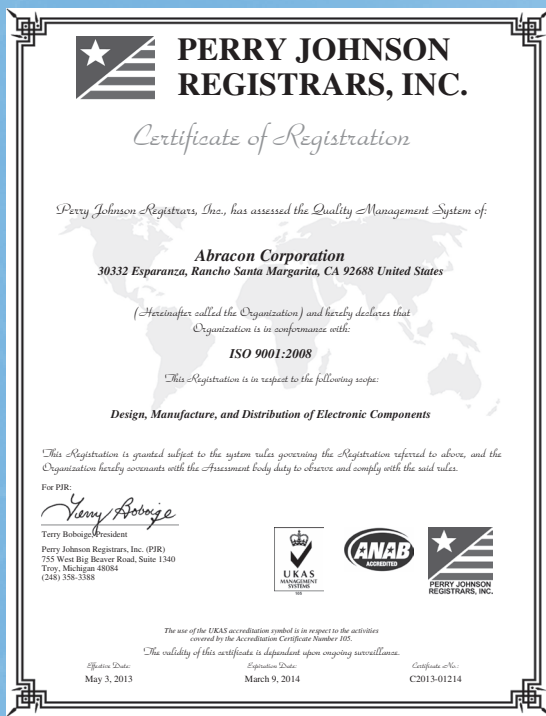 PERRY JOHNSON
REGISTRARS, INC.
Certificate of Registration
Perry Johnson Registrars, Inc., has assessed the Quality Management System of:
Abracon Corporation
30332 Esparanza, Rancho Santa Margarita, CA 92688 United States
(Hereinafter called the Organization) and hereby declares that
Organization is in conformance with:
ISO 9001:2008
This Registration is in respect to the following scope:
Design, Manufacture, and Distribution of Electronic Components
This Registration is granted subject to the system rules governing the Registration referred to above, and the
Organization hereby covenants with the Assessment body duty to observe and comply with the said rules.
For PJR:
Terry Boboige
Terry Boboige, President
Perry Johnson Registrars, Inc. (PJR)
755 West Big Beaver Road, Suite 1340
Troy, Michigan 48084
(248) 358-3388
UKAS
MANAGEMENT
SYSTEMS
105
ANAB
ACCREDITED
PERRY JOHNSON
REGISTRARS, INC.
The use of the UKAS accreditation symbol is in respect to the activities
covered by the Accreditation Certificate Number 105.
The validity of this certificate is dependent upon ongoing surveillance.
Effective Date: Expiration Date: Certificate No.:
May 3, 2013 March 9, 2014 C2013-01214